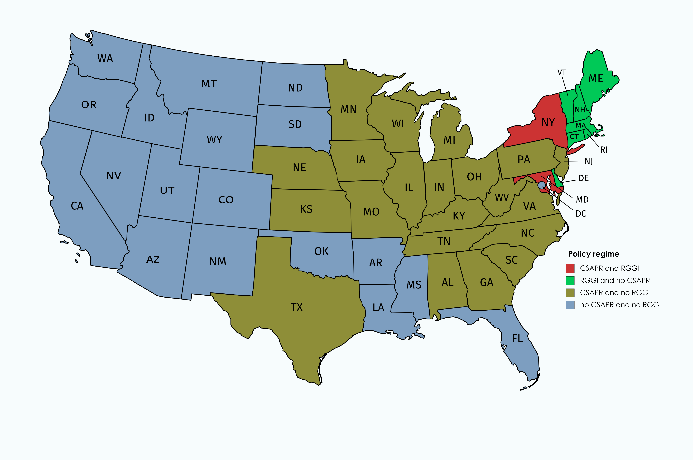 WA
MT
ND
MN
ME
VT
OR
ID
SD
WI
NH
NY
MA
WY
MI
CT
RI
NE
IA
PA
NJ
NV
UT
CO
IL
IN
OH
DE
CA
KS
MO
WV
VA
MD
KY
DC
AZ
NM
OK
TN
NC
AR
SC
MS
AL
GA
TX
LA
FL
Policy regime
CSAPR and RGGI
RGGI and no CSAPR
CSAPR and no RGGI
no CSAPR and no RGGI